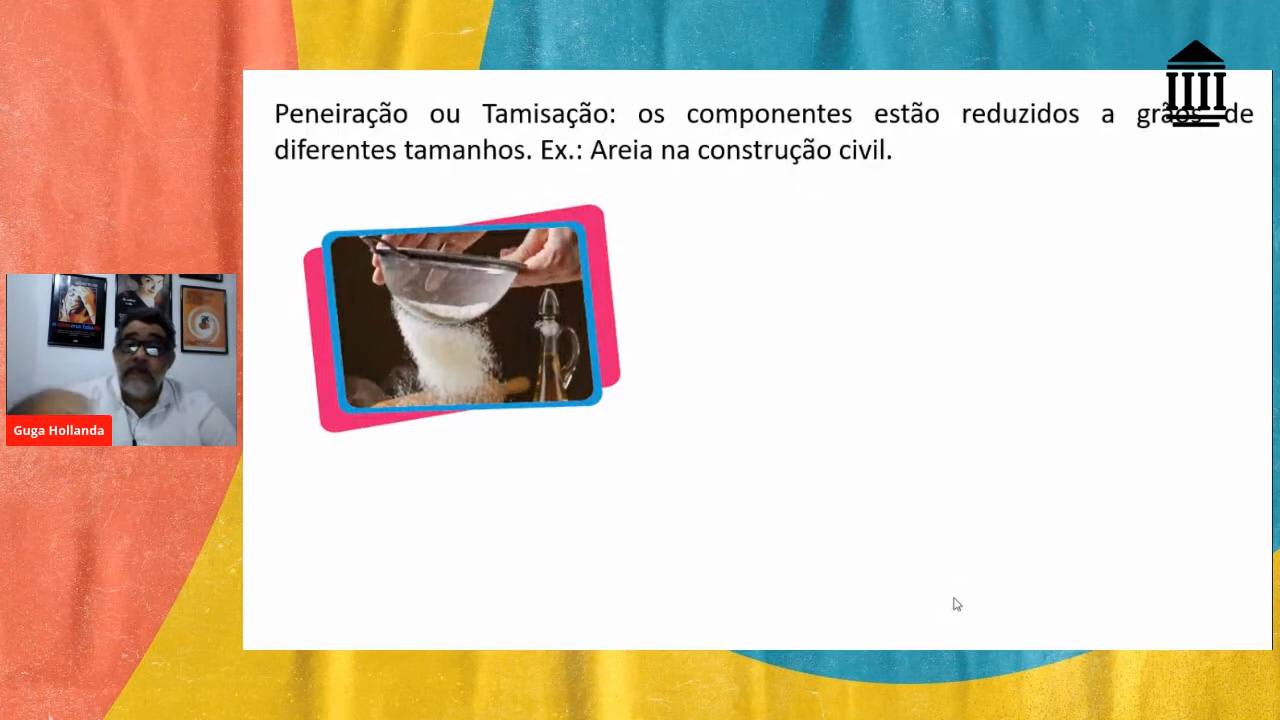 Peneiração ou Tamisação: os componentes estão reduzidos a grãos de
diferentes tamanhos. Ex.: Areia na construção civil.
Guga Hollanda